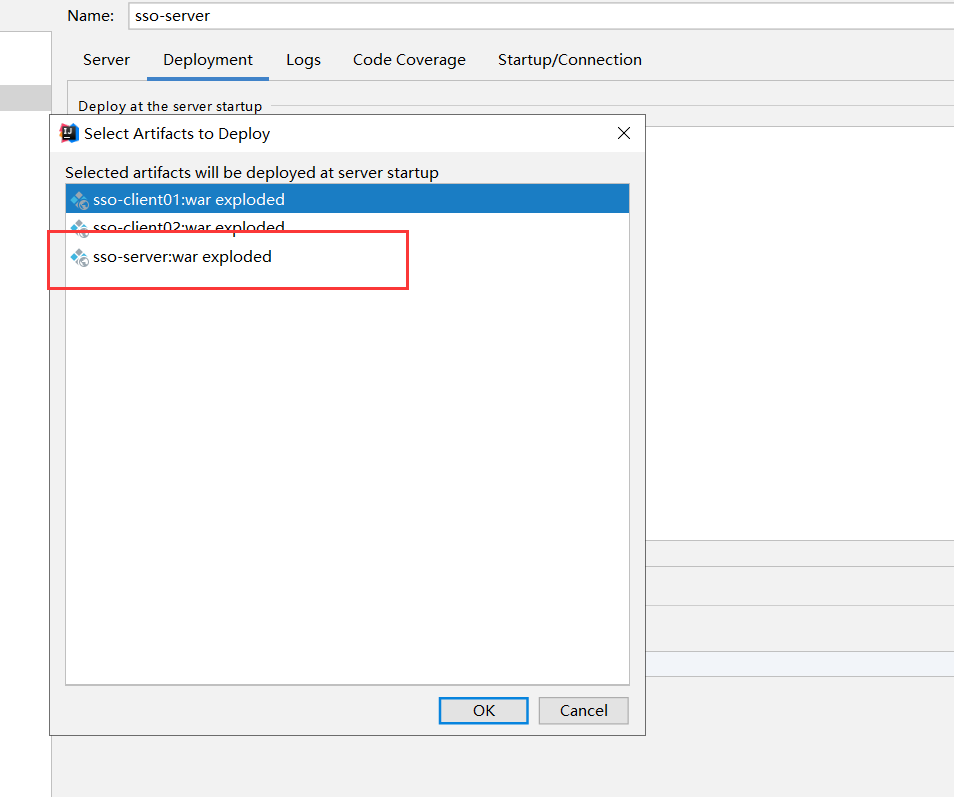 Name: sso-server
Server Deployment Logs Code Coverage Startup/Connection
Deploy at the server startup
Select Artifacts to Deploy
Selected artifacts will be deployed at server startup
sso-client01:war exploded
sso-client02:war exploded
sso-server:war exploded
OK Cancel